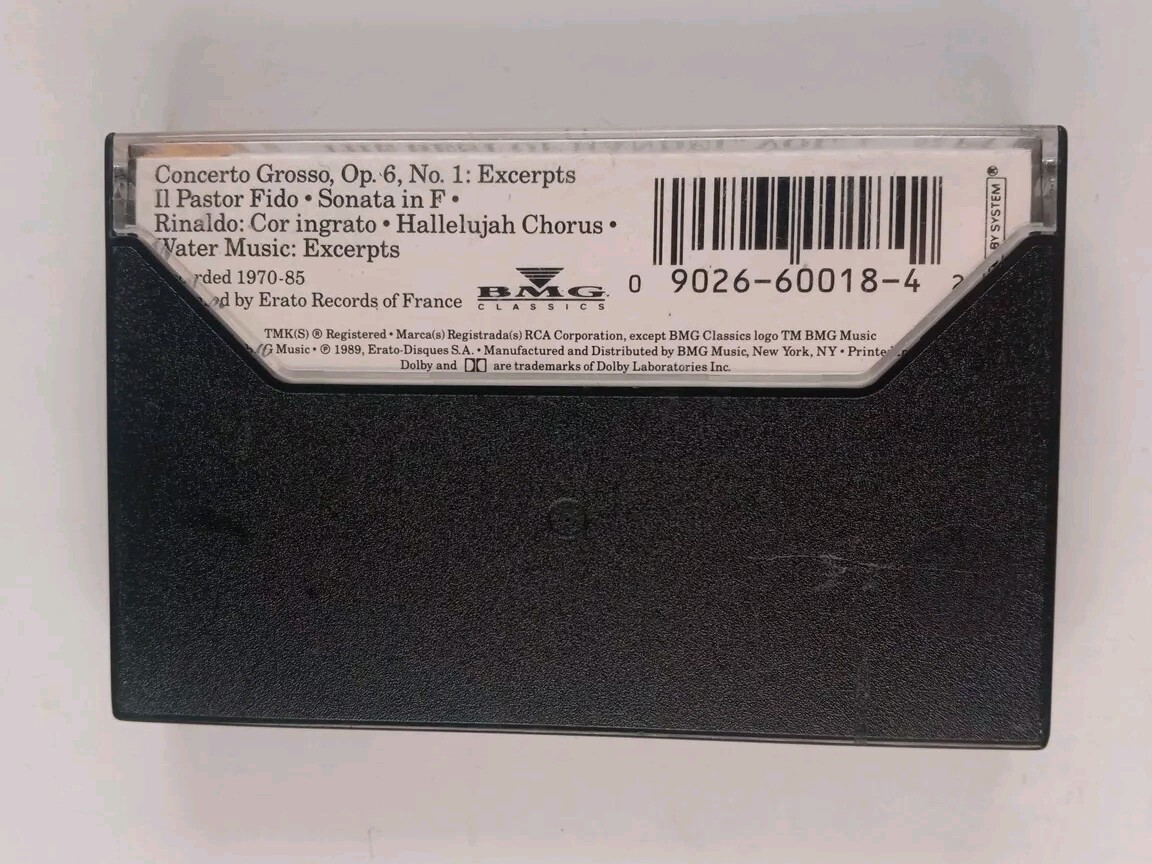 Concerto Grosso, Op. 6, No. 1: Excerpts
Il Pastor Fido • Sonata in F •
Rinaldo: Cor ingrato • Hallelujah Chorus •
Water Music: Excerpts
1970-85
by Erato Records of France
BMG
CLASSICS
0 9026-60018-4 2
BY SYSTEM®
TMK(S) ® Registered • Marca(s) Registrada(s) RCA Corporation, except BMG Classics logo TM BMG Music
Music • ℗ 1989, Erato-Disques S.A. • Manufactured and Distributed by BMG Music, New York, NY • Printed
Dolby and are trademarks of Dolby Laboratories Inc.